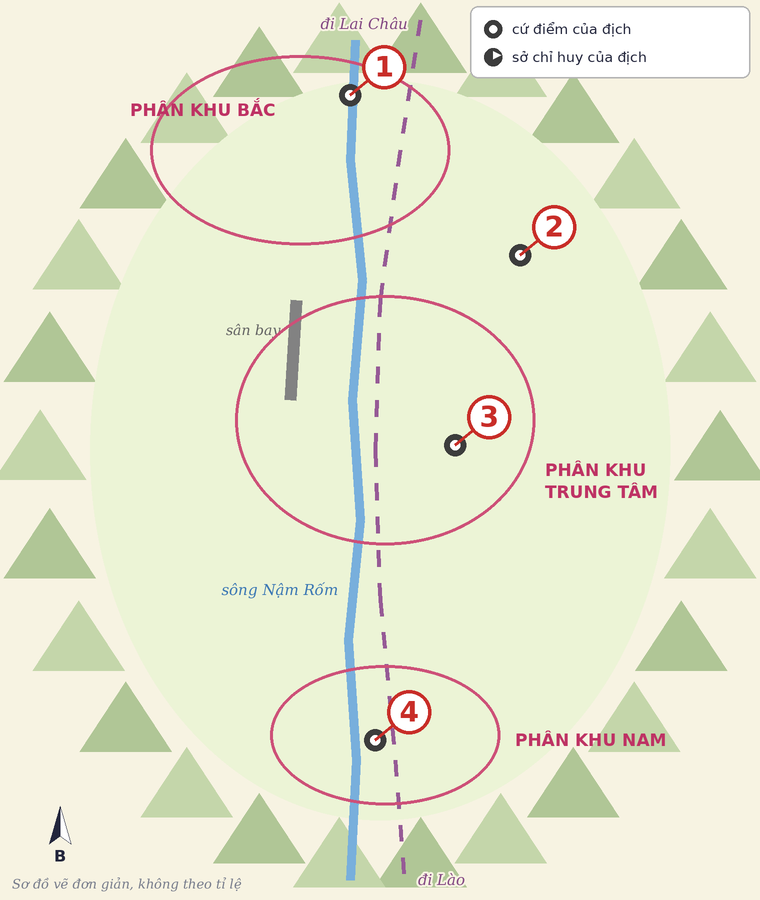 đi Lai Châu
cứ điểm của địch
sở chỉ huy của địch
1
PHÂN KHU BẮC
2
sân bay
3
PHÂN KHU
TRUNG TÂM
sông Nậm Rốm
4
PHÂN KHU NAM
B
Sơ đồ vẽ đơn giản, không theo tỉ lệ
đi Lào